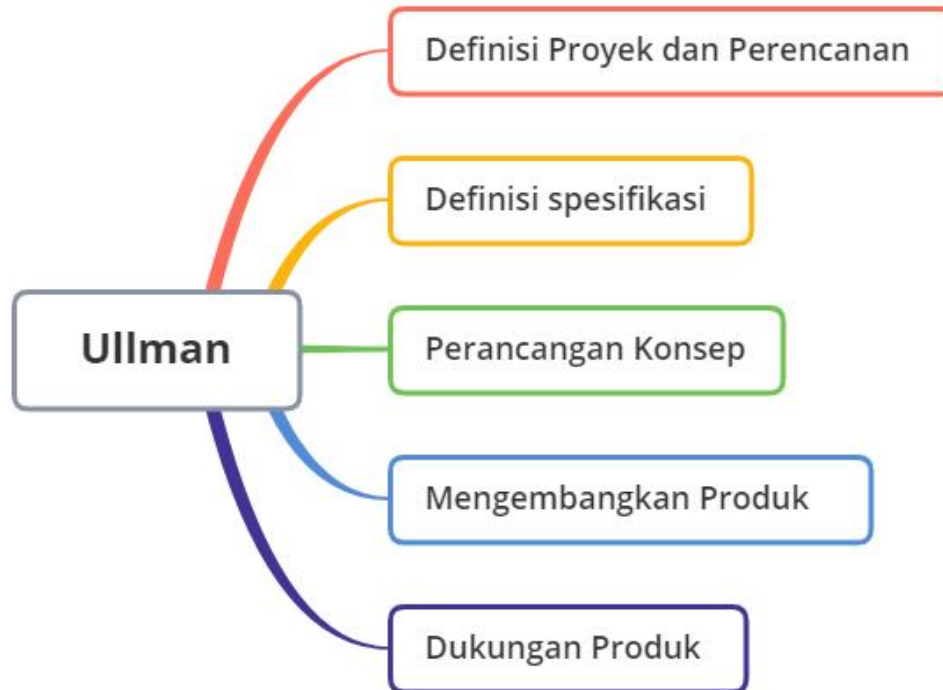 Definisi Proyek dan Perencanan
Definisi spesifikasi
Ullman
Perancangan Konsep
Mengembangkan Produk
Dukungan Produk